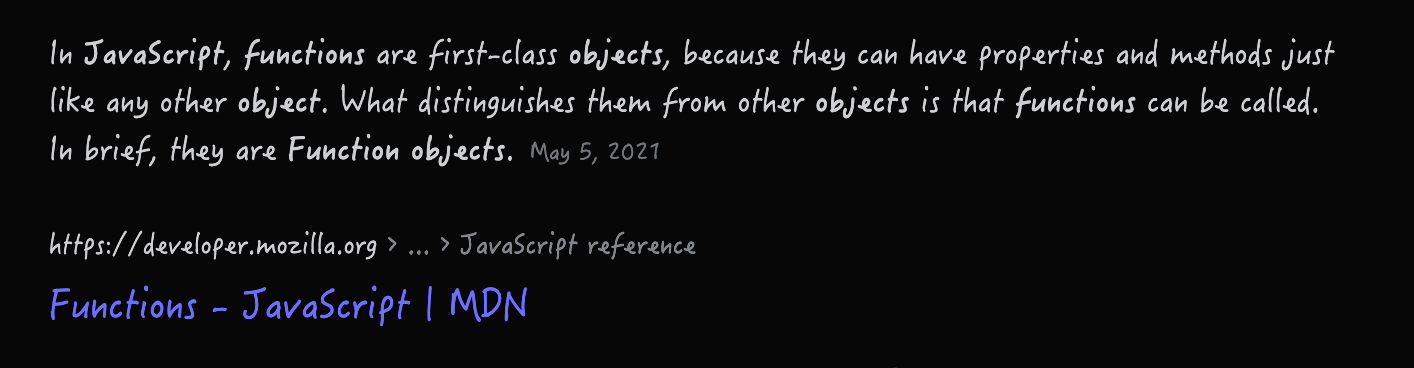 In JavaScript, functions are first-class objects, because they can have properties and methods just
like any other object. What distinguishes them from other objects is that functions can be called.
In brief, they are Function objects. May 5, 2021
https://developer.mozilla.org › ... › JavaScript reference
Functions - JavaScript | MDN